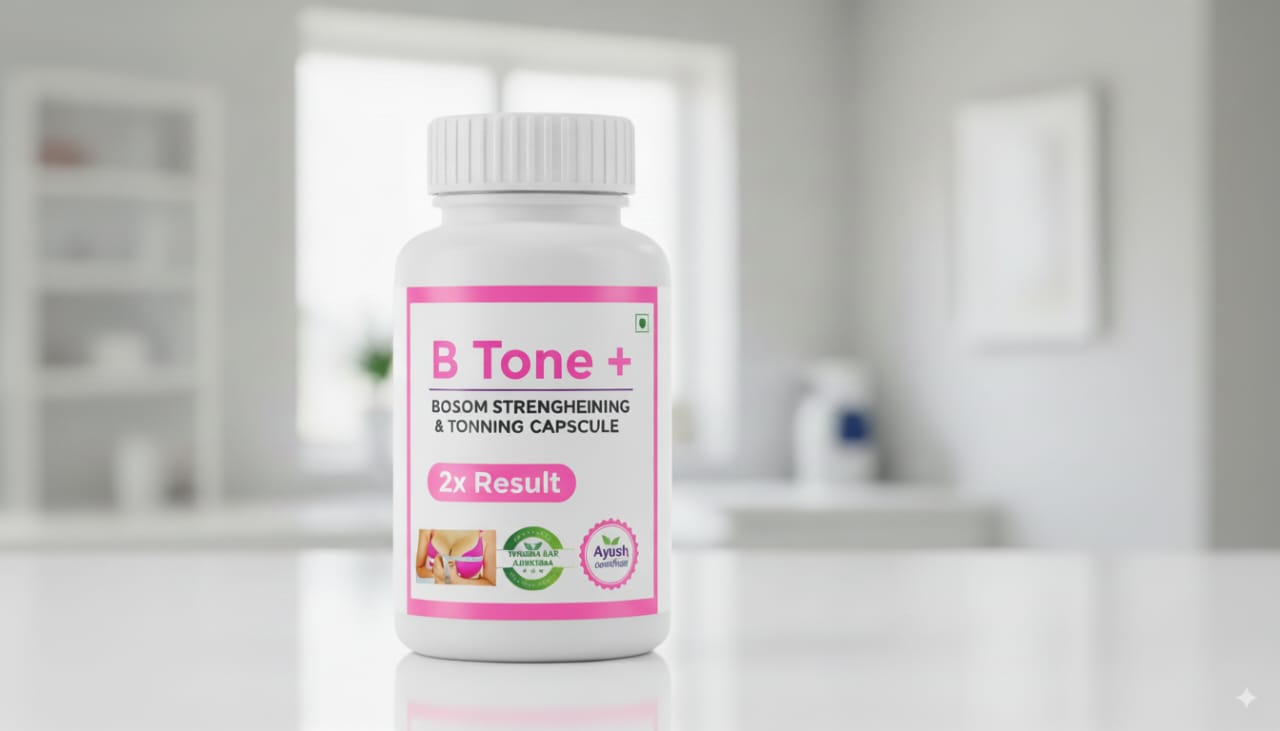 B Tone +
BOSOM STRENGHEINING
& TONNING CAPSCULE
2x Result
Ayush